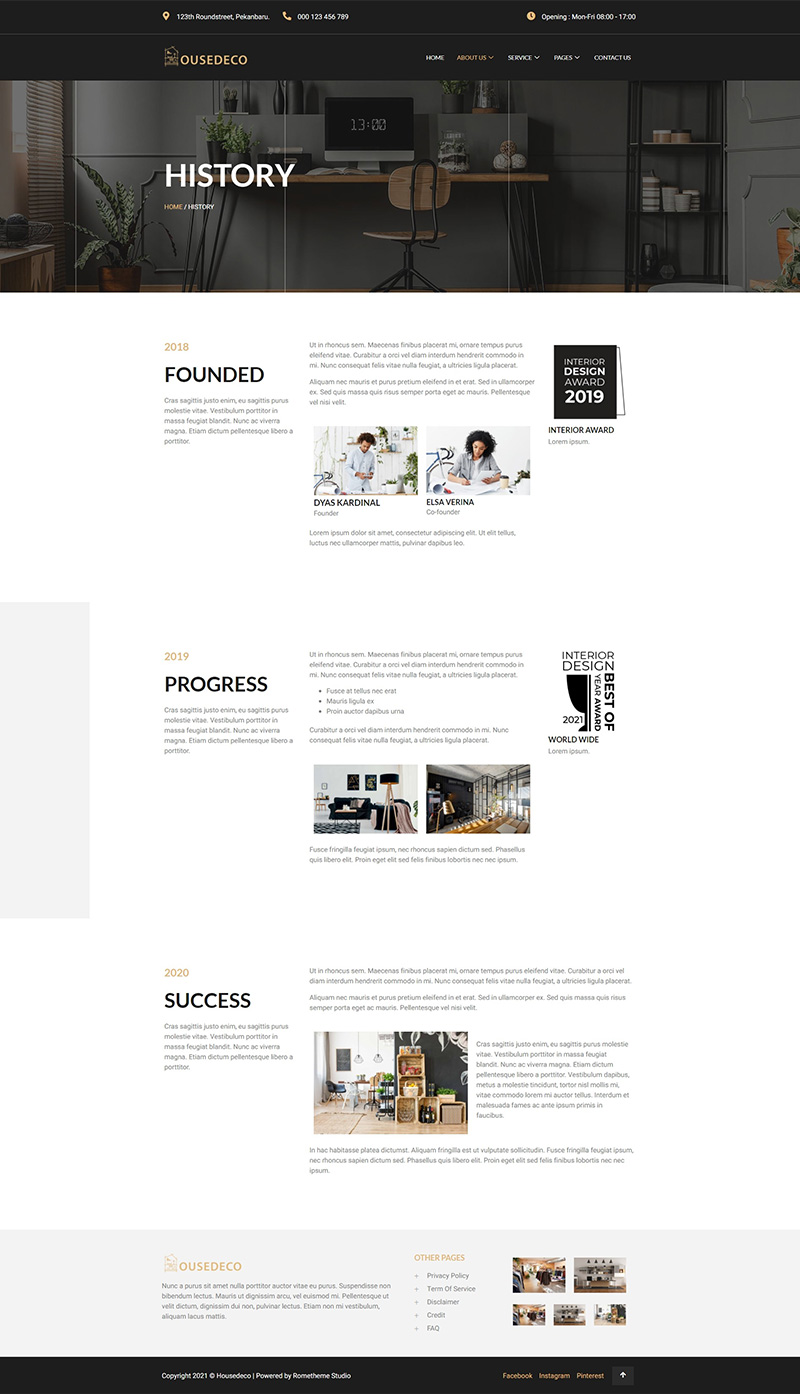 123th Roundstreet, Pekanbaru.
000 123 456 789
Opening : Mon-Fri 08:00 - 17:00
OUSEDECO
HOME
ABOUT US
SERVICE
PAGES
CONTACT US
13:00
HISTORY
HOME / HISTORY
2018
FOUNDED
Cras sagittis justo enim, eu sagittis purus
molestie vitae. Vestibulum porttitor in
massa feugiat blandit. Nunc ac viverra
magna. Etiam dictum pellentesque libero a
porttitor.
Ut in rhoncus sem. Maecenas finibus placerat mi, ornare tempus purus
eleifend vitae. Curabitur a orci vel diam interdum hendrerit commodo in
mi. Nunc consequat felis vitae nulla feugiat, a ultricies ligula placerat.
Aliquam nec mauris et purus pretium eleifend in et erat. Sed in ullamcorper
ex. Sed quis massa quis risus semper porta eget ac mauris. Pellentesque
vel nisi velit.
DYAS KARDINAL
Founder
ELSA VERINA
Co-founder
Lorem ipsum dolor sit amet, consectetur adipiscing elit. Ut elit tellus,
luctus nec ullamcorper mattis, pulvinar dapibus leo.
INTERIOR
DESIGN
AWARD
2019
INTERIOR AWARD
Lorem ipsum.
2019
PROGRESS
Cras sagittis justo enim, eu sagittis purus
molestie vitae. Vestibulum porttitor in
massa feugiat blandit. Nunc ac viverra
magna. Etiam dictum pellentesque libero a
porttitor.
Ut in rhoncus sem. Maecenas finibus placerat mi, ornare tempus purus
eleifend vitae. Curabitur a orci vel diam interdum hendrerit commodo in
mi. Nunc consequat felis vitae nulla feugiat, a ultricies ligula placerat.
Fusce at tellus nec erat
Mauris ligula ex
Proin auctor dapibus urna
Curabitur a orci vel diam interdum hendrerit commodo in mi. Nunc
consequat felis vitae nulla feugiat, a ultricies ligula placerat.
Fusce fringilla feugiat ipsum, nec rhoncus sapien dictum sed. Phasellus
quis libero elit. Proin eget elit sed felis finibus lobortis nec nec ipsum.
INTERIOR
DESIGN
BEST OF
YEAR AWARD
2021
WORLD WIDE
Lorem ipsum.
2020
SUCCESS
Cras sagittis justo enim, eu sagittis purus
molestie vitae. Vestibulum porttitor in
massa feugiat blandit. Nunc ac viverra
magna. Etiam dictum pellentesque libero a
porttitor.
Ut in rhoncus sem. Maecenas finibus placerat mi, ornare tempus purus eleifend vitae. Curabitur a orci vel
diam interdum hendrerit commodo in mi. Nunc consequat felis vitae nulla feugiat, a ultricies ligula placerat.
Aliquam nec mauris et purus pretium eleifend in et erat. Sed in ullamcorper ex. Sed quis massa quis risus
semper porta eget ac mauris. Pellentesque vel nisi velit.
Cras sagittis justo enim, eu sagittis purus molestie
vitae. Vestibulum porttitor in massa feugiat
blandit. Nunc ac viverra magna. Etiam dictum
pellentesque libero a porttitor. Vestibulum dapibus,
metus a molestie tincidunt, tortor nisl mollis mi,
vitae commodo lorem mi auctor tellus. Interdum et
malesuada fames ac ante ipsum primis in
faucibus.
In hac habitasse platea dictumst. Aliquam fringilla est ut vulputate sollicitudin. Fusce fringilla feugiat ipsum,
nec rhoncus sapien dictum sed. Phasellus quis libero elit. Proin eget elit sed felis finibus lobortis nec nec
ipsum.
OUSEDECO
Nunc a purus sit amet nulla porttitor auctor vitae eu purus. Suspendisse non
bibendum lectus. Mauris ut dignissim arcu, vel euismod mi. Pellentesque ut
velit dictum, dignissim dui non, pulvinar lectus. Etiam non mi vestibulum,
aliquam lacus mattis.
OTHER PAGES
Privacy Policy
Term Of Service
Disclaimer
Credit
FAQ
Copyright 2021 © Housedeco | Powered by Rometheme Studio
Facebook
Instagram
Pinterest